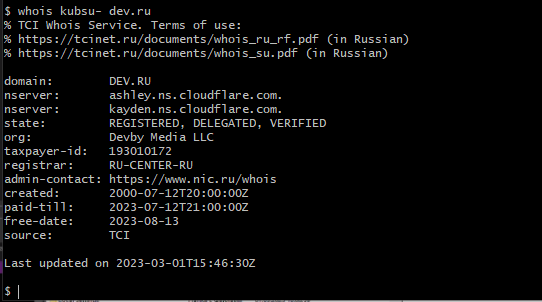 $ whois kubsu- dev.ru
% TCI Whois Service. Terms of use:
% https://tcinet.ru/documents/whois_ru_rf.pdf (in Russian)
% https://tcinet.ru/documents/whois_su.pdf (in Russian)

domain:        DEV.RU
nserver:       ashley.ns.cloudflare.com.
nserver:       kayden.ns.cloudflare.com.
state:         REGISTERED, DELEGATED, VERIFIED
org:           Devby Media LLC
taxpayer-id:   193010172
registrar:     RU-CENTER-RU
admin-contact: https://www.nic.ru/whois
created:       2000-07-12T20:00:00Z
paid-till:     2023-07-12T21:00:00Z
free-date:     2023-08-13
source:        TCI

Last updated on 2023-03-01T15:46:30Z

$